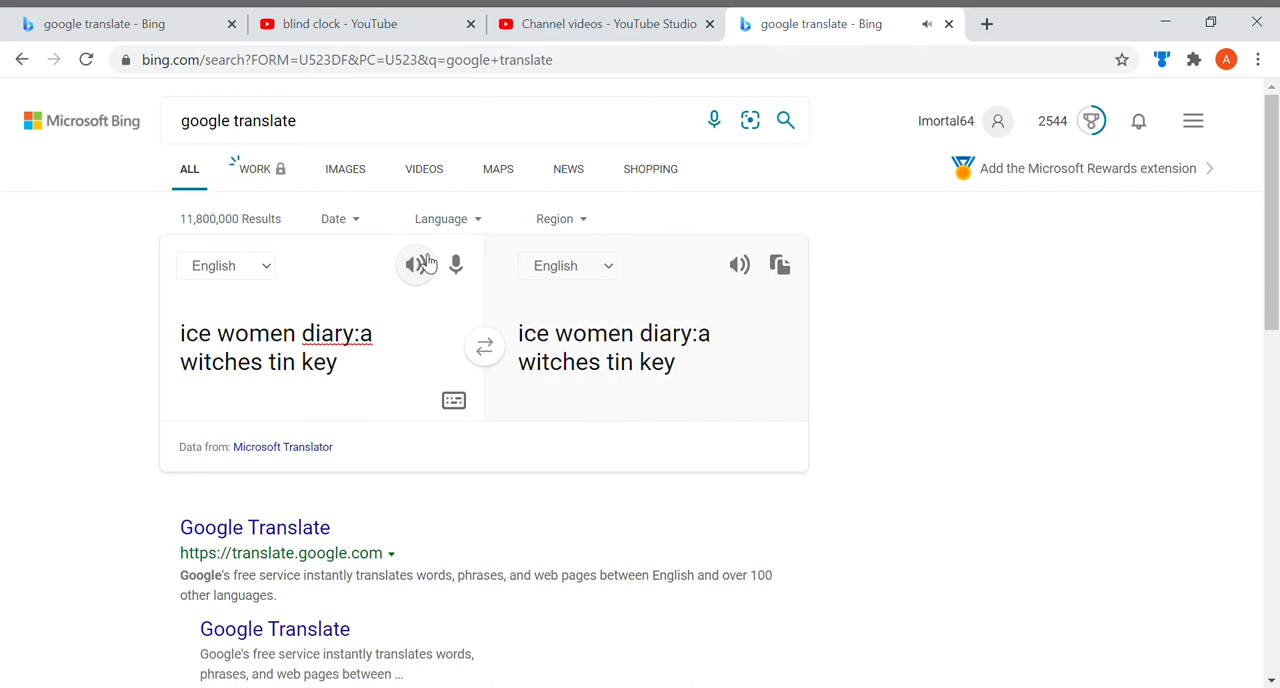 google translate - Bing
blind clock - YouTube
Channel videos - YouTube Studio
google translate - Bing
bing.com/search?FORM=U523DF&PC=U523&q=google+translate
A
Microsoft Bing
google translate
Imortal64
2544
ALL
WORK
IMAGES
VIDEOS
MAPS
NEWS
SHOPPING
Add the Microsoft Rewards extension
11,800,000 Results
Date
Language
Region
English
English
ice women diary:a
witches tin key
ice women diary:a
witches tin key
Data from: Microsoft Translator
Google Translate
https://translate.google.com
Google's free service instantly translates words, phrases, and web pages between English and over 100
other languages.
Google Translate
Google's free service instantly translates words,
phrases, and web pages between ...